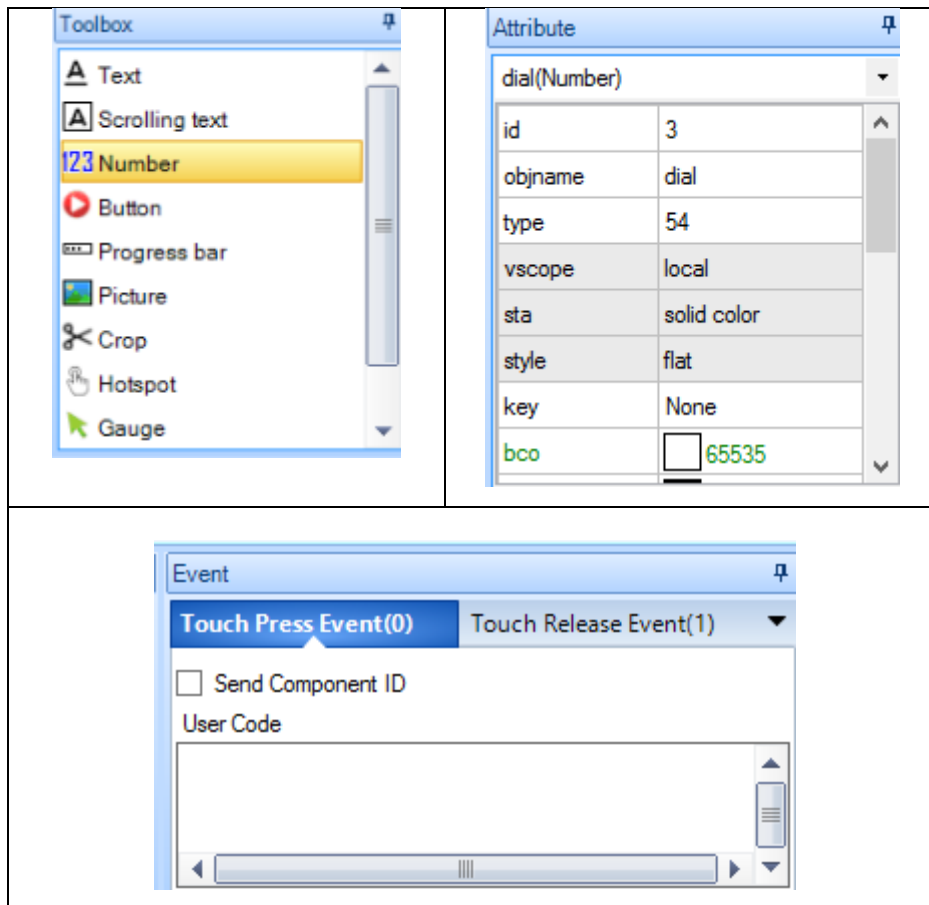 Toolbox
A Text
A Scrolling text
123 Number
Button
Progress bar
Picture
Crop
Hotspot
Gauge
Attribute
dial(Number)
id 3
objname dial
type 54
vscope local
sta solid color
style flat
key None
bco 65535
Event
Touch Press Event(0) Touch Release Event(1)
Send Component ID
User Code